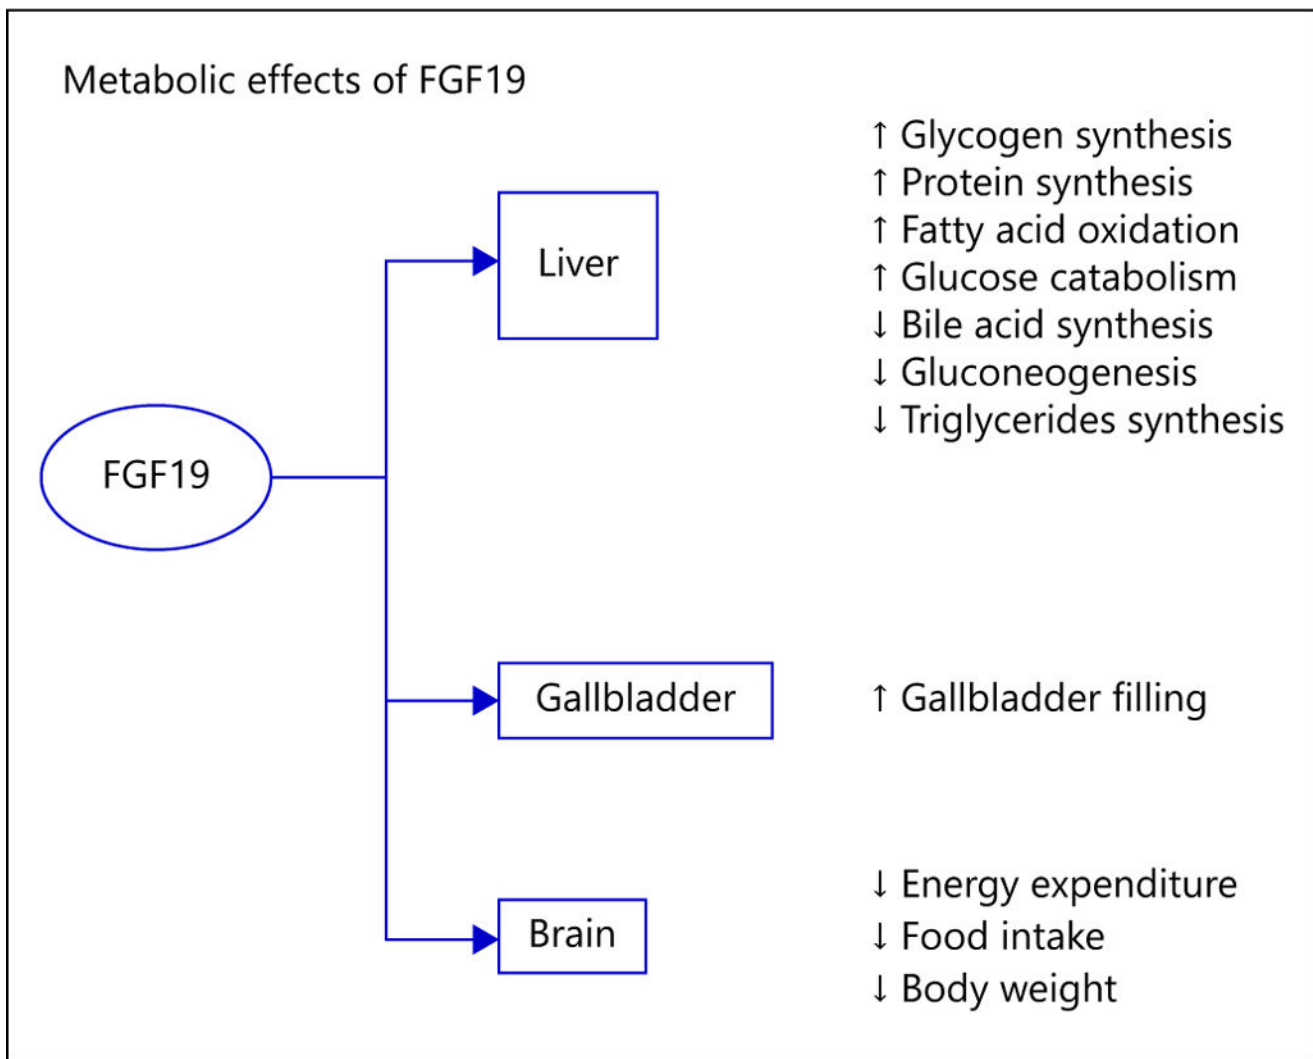 Metabolic effects of FGF19
↑ Glycogen synthesis
↑ Protein synthesis
↑ Fatty acid oxidation
↑ Glucose catabolism
↓ Bile acid synthesis
↓ Gluconeogenesis
↓ Triglycerides synthesis
Liver
FGF19
Gallbladder
↑ Gallbladder filling
Brain
↓ Energy expenditure
↓ Food intake
↓ Body weight